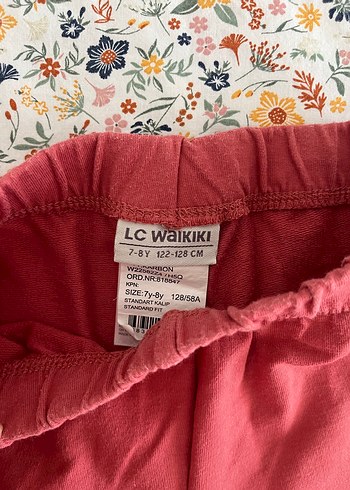 LC WAIKIKI
7-8Y 122-128 CM
ORD.NR.818847
KPN:
SIZE:7y-8y 128/58A
STANDART KALIP
STANDARD FIT